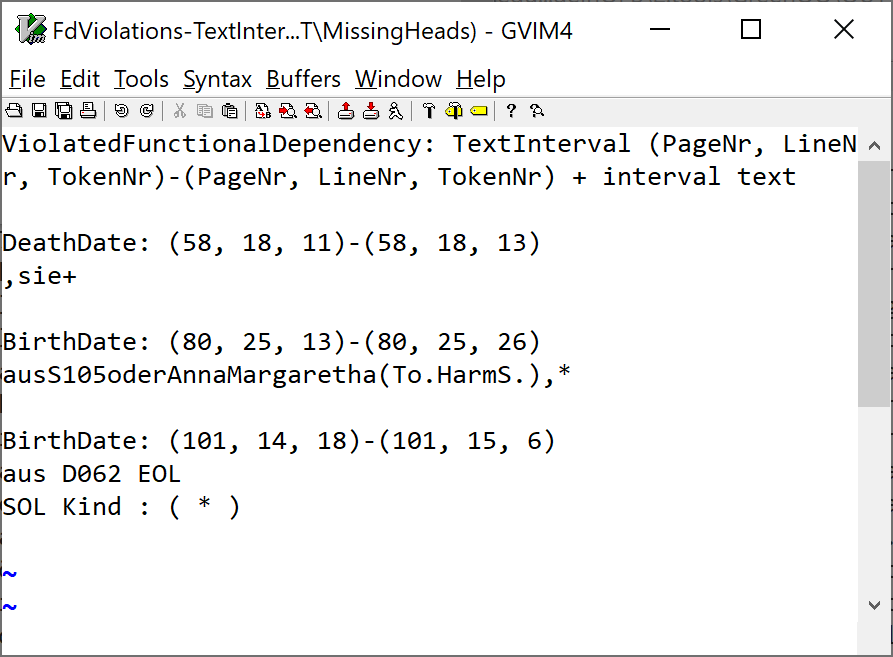 FdViolations-TextInter...T\MissingHeads) - GVIM4
File Edit Tools Syntax Buffers Window Help
ViolatedFunctionalDependency: TextInterval (PageNr, LineN
r, TokenNr)-(PageNr, LineNr, TokenNr) + interval text
DeathDate: (58, 18, 11)-(58, 18, 13)
,sie+
BirthDate: (80, 25, 13)-(80, 25, 26)
ausS105oderAnnaMargaretha(To.HarmS.),*
BirthDate: (101, 14, 18)-(101, 15, 6)
aus D062 EOL
SOL Kind : ( * )
~
~